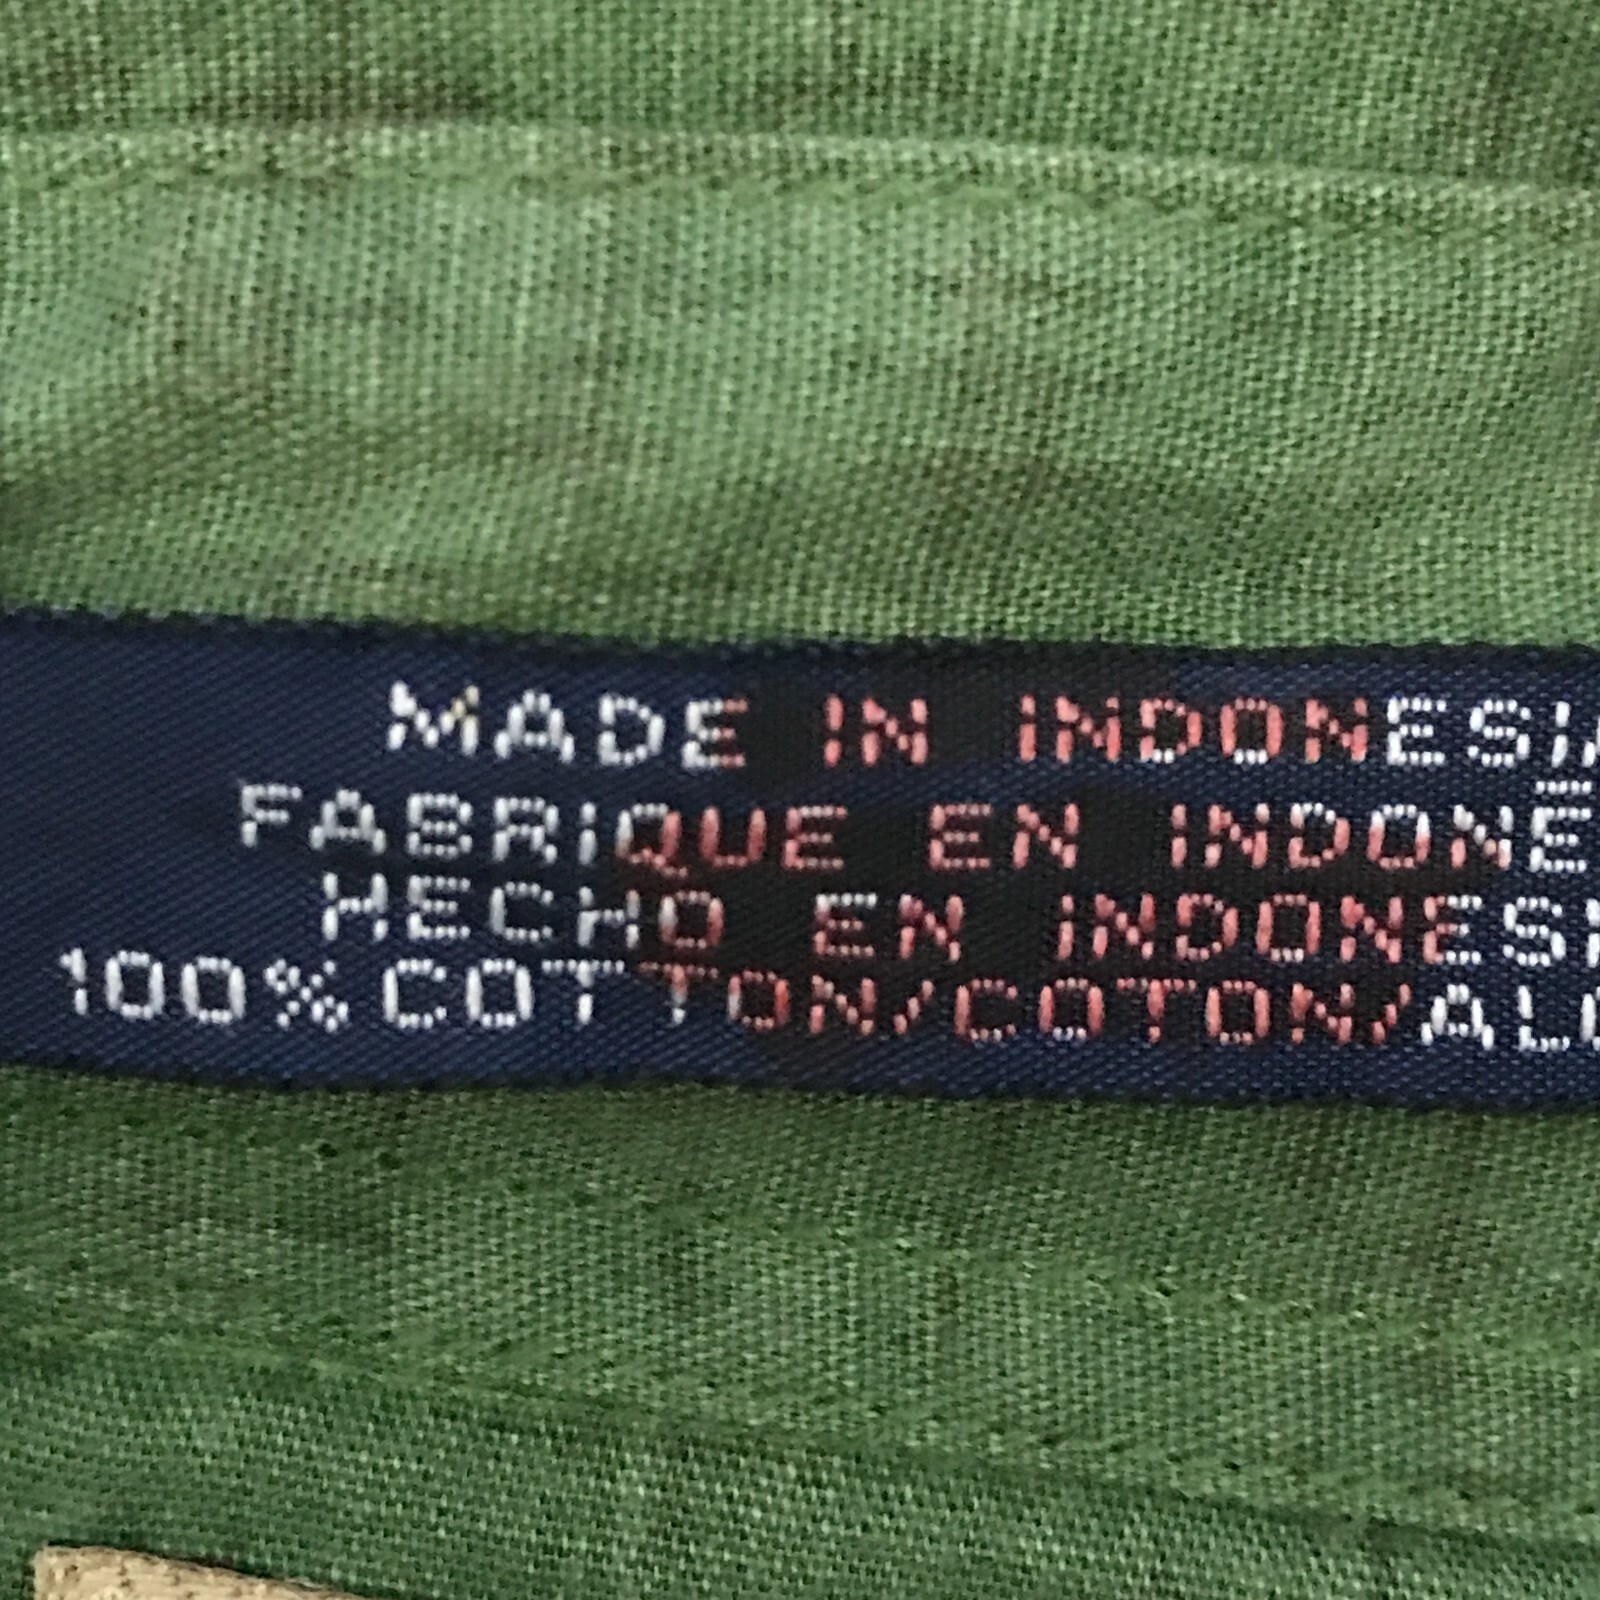 MADE IN INDONESIA
FABRIQUE EN INDONÉ
HECHO EN INDONESI
100% COTTON/COTON/ALG